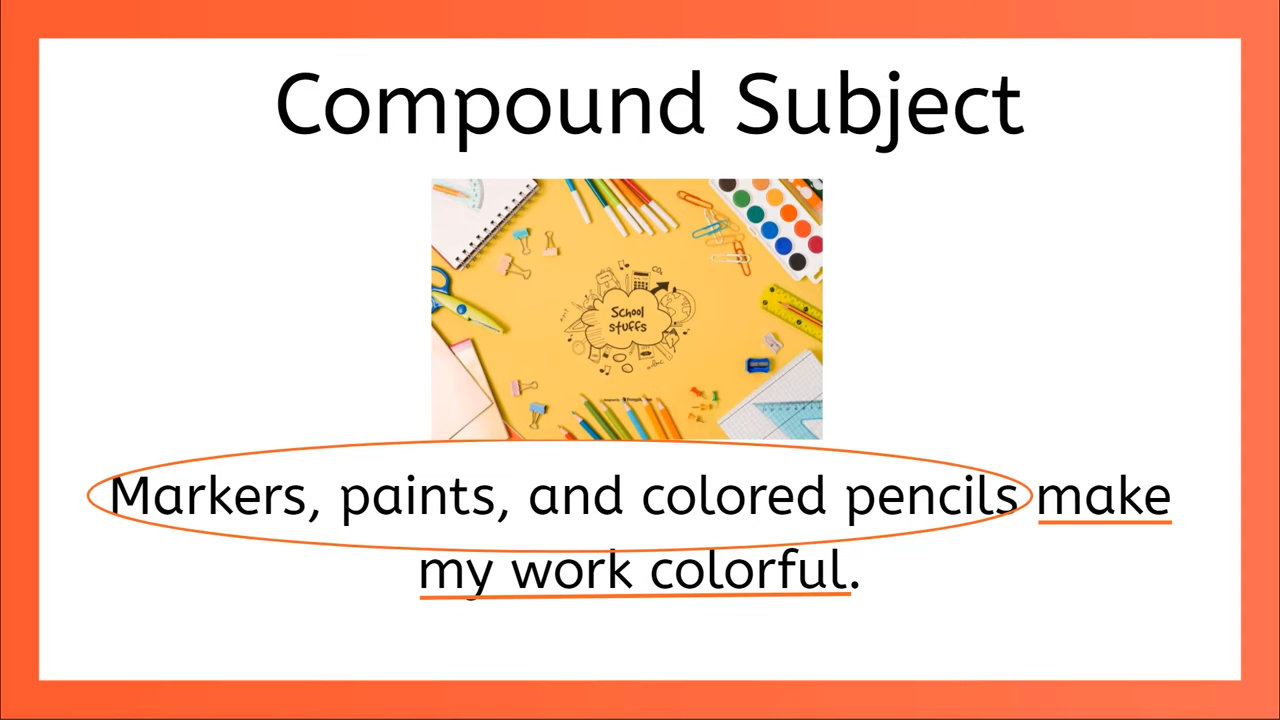 Compound Subject
School
stuffs
Markers, paints, and colored pencils make
my work colorful.